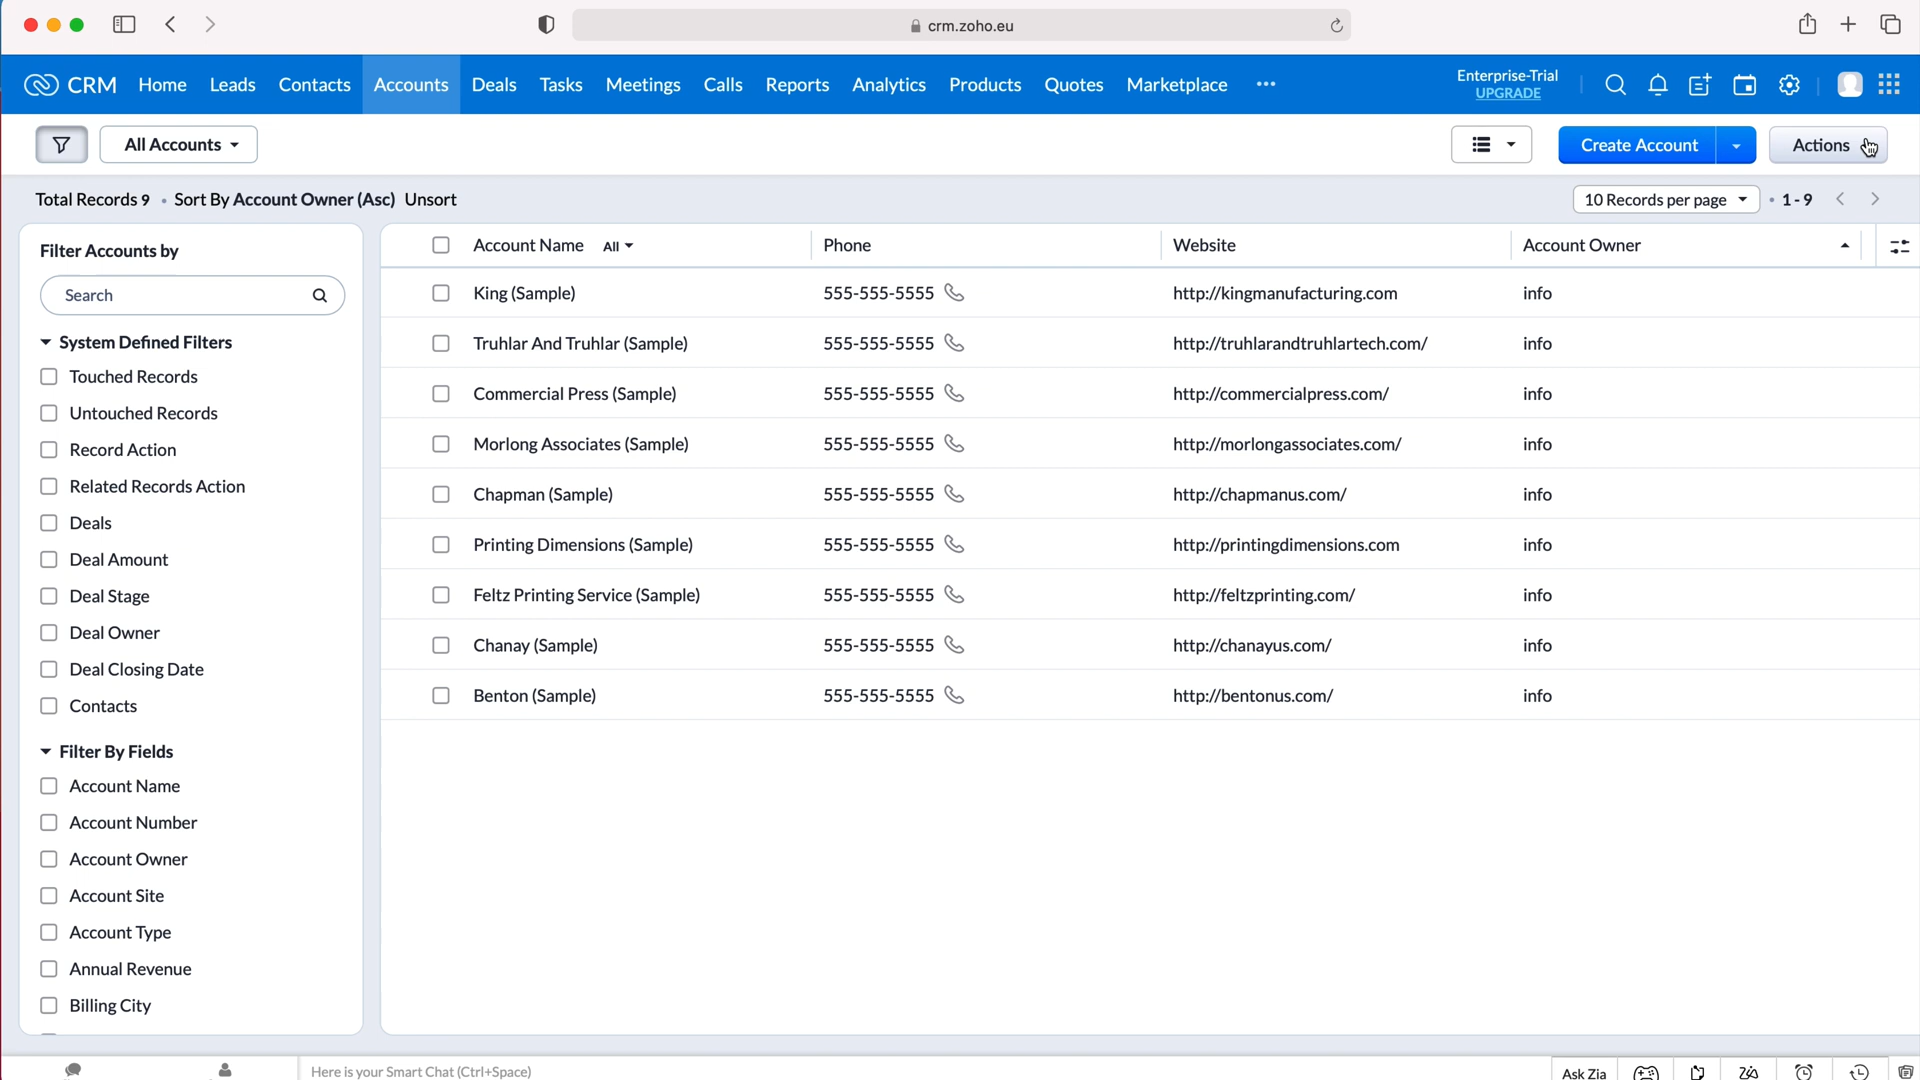 crm.zoho.eu
CRM Home Leads Contacts Accounts Deals Tasks Meetings Calls Reports Analytics Products Quotes Marketplace ••• Enterprise-Trial
UPGRADE
All Accounts
Create Account
Actions
Total Records 9 • Sort By Account Owner (Asc) Unsort
10 Records per page • 1 - 9
Filter Accounts by
Search
System Defined Filters
Touched Records
Untouched Records
Record Action
Related Records Action
Deals
Deal Amount
Deal Stage
Deal Owner
Deal Closing Date
Contacts
Filter By Fields
Account Name
Account Number
Account Owner
Account Site
Account Type
Annual Revenue
Billing City
Account Name All Phone Website Account Owner
King (Sample) 555-555-5555 http://kingmanufacturing.com info
Truhlar And Truhlar (Sample) 555-555-5555 http://truhlarandtruhlartech.com/ info
Commercial Press (Sample) 555-555-5555 http://commercialpress.com/ info
Morlong Associates (Sample) 555-555-5555 http://morlongassociates.com/ info
Chapman (Sample) 555-555-5555 http://chapmanus.com/ info
Printing Dimensions (Sample) 555-555-5555 http://printingdimensions.com info
Feltz Printing Service (Sample) 555-555-5555 http://feltzprinting.com/ info
Chanay (Sample) 555-555-5555 http://chanayus.com/ info
Benton (Sample) 555-555-5555 http://bentonus.com/ info
Here is your Smart Chat (Ctrl+Space)
Ask Zia